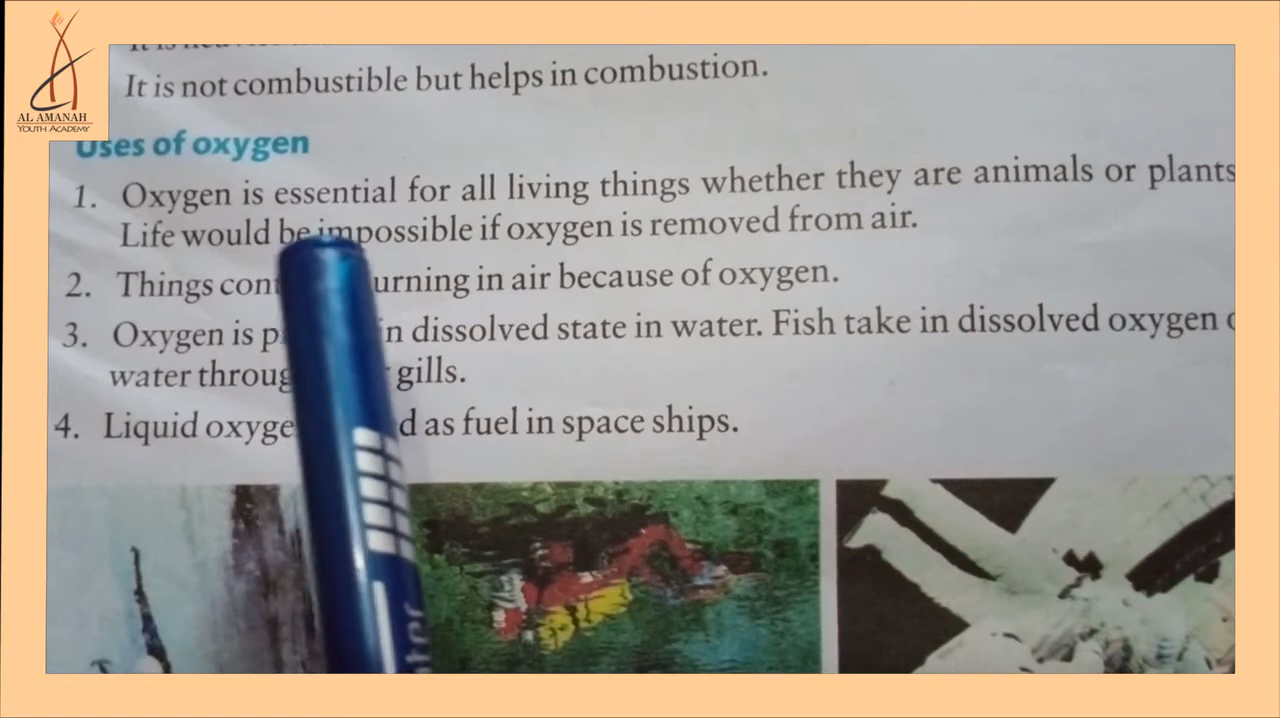 AL AMANAH
YOUTH ACADEMY
It is
It is not combustible but helps in combustion.
Uses of oxygen
1. Oxygen is essential for all living things whether they are animals or plants
Life would be impossible if oxygen is removed from air.
2. Things con urning in air because of oxygen.
3. Oxygen is p in dissolved state in water. Fish take in dissolved oxygen
water throug gills.
4. Liquid oxyge d as fuel in space ships.